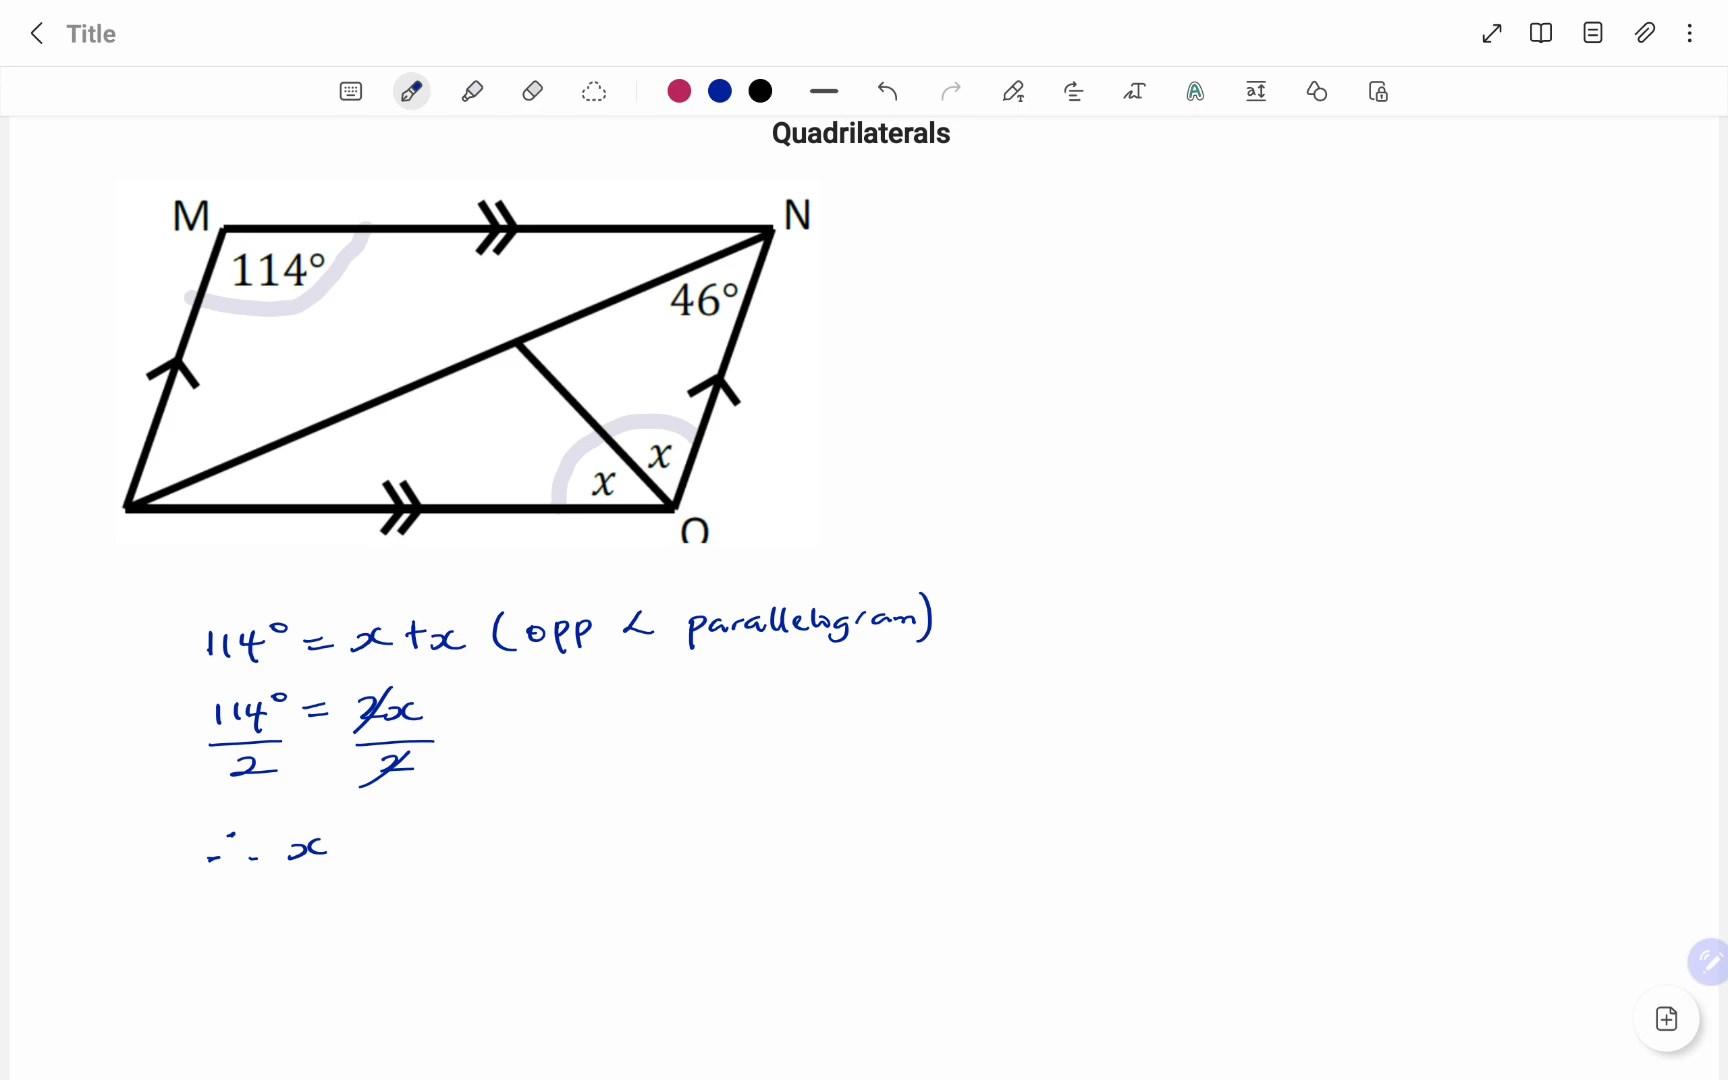 Title
Quadrilaterals
M
N
114°
46°
x
x
O
114° = x + x (opp < parallelogram)
114° = 2x
2 2
∴ x